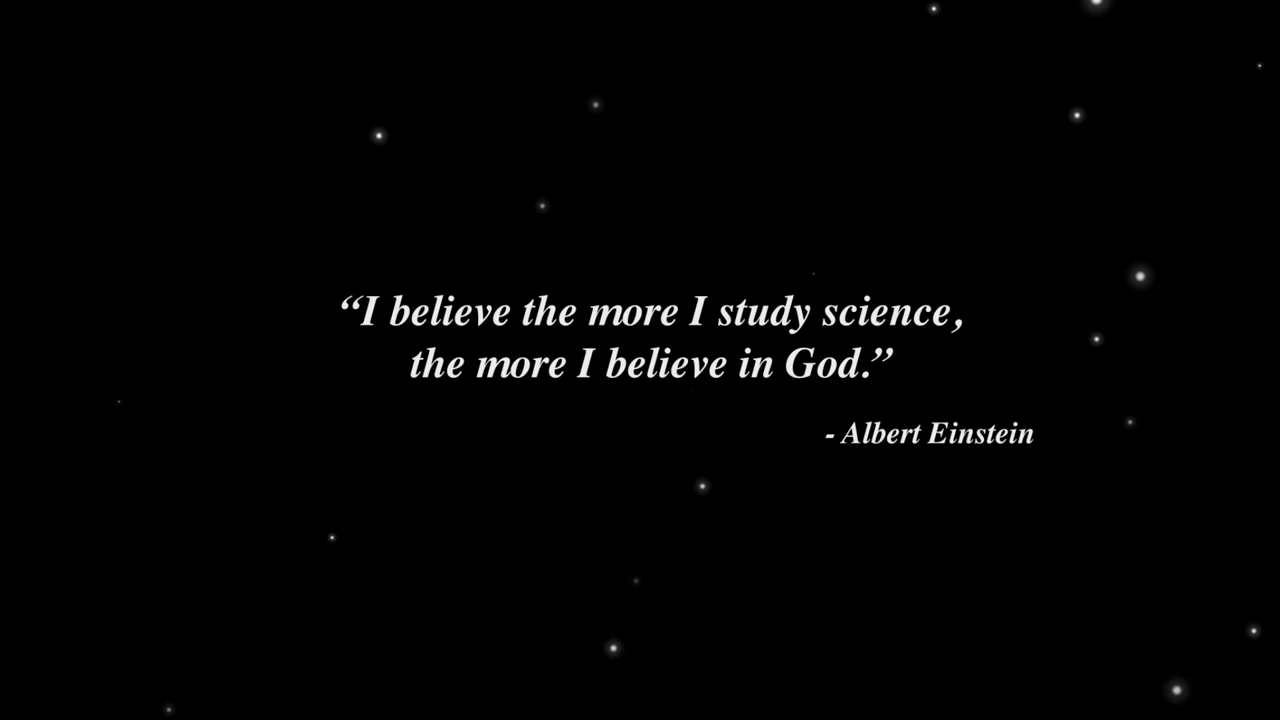 “I believe the more I study science,
the more I believe in God.”
- Albert Einstein